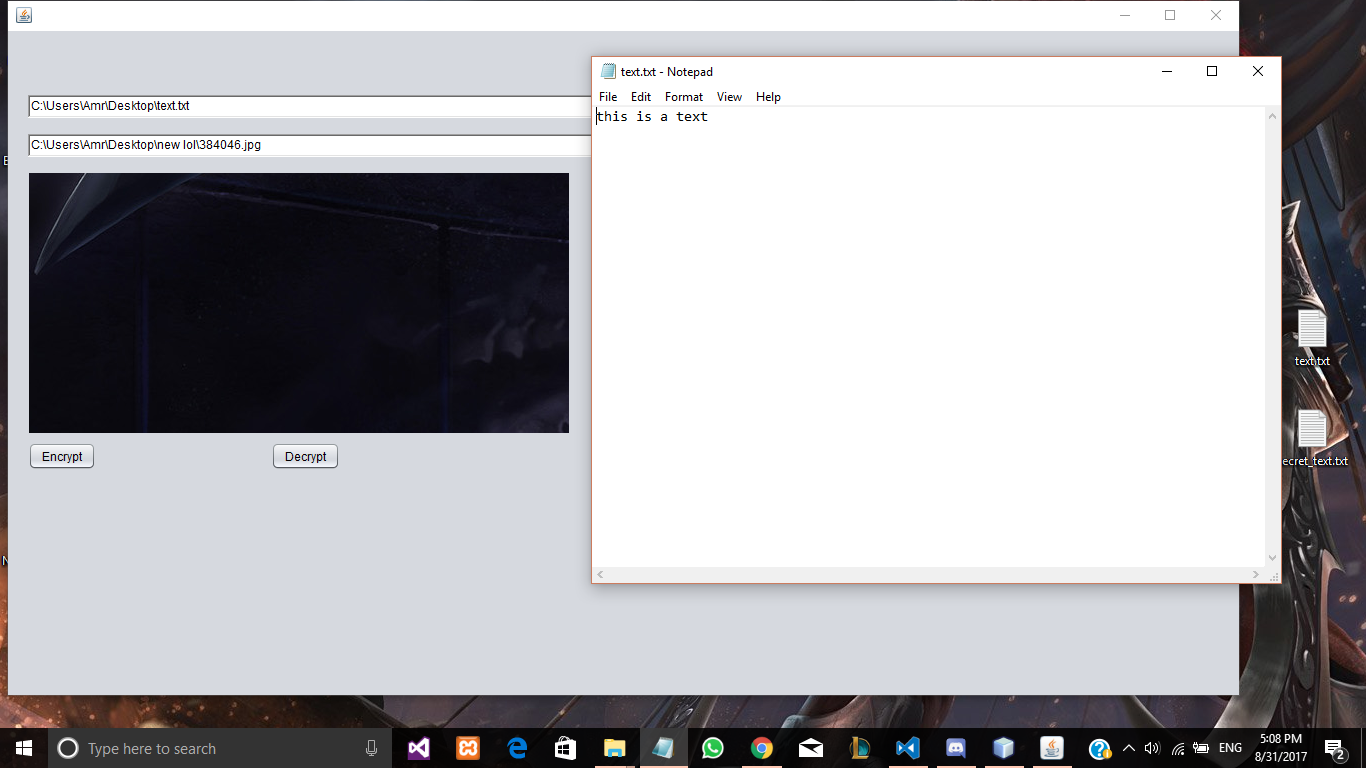 C:\Users\Amr\Desktop\text.txt
C:\Users\Amr\Desktop\new lol\384046.jpg
Encrypt
Decrypt
text.txt - Notepad
File Edit Format View Help
this is a text
text.txt
ecret_text.txt
Type here to search
ENG
5:08 PM
8/31/2017
2